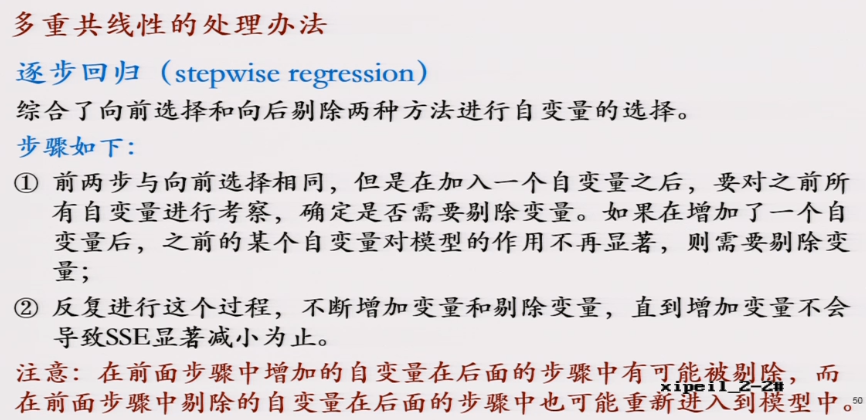 多重共线性的处理办法
逐步回归（stepwise regression）
综合了向前选择和向后剔除两种方法进行自变量的选择。
步骤如下：
① 前两步与向前选择相同，但是在加入一个自变量之后，要对之前所
有自变量进行考察，确定是否需要剔除变量。如果在增加了一个自
变量后，之前的某个自变量对模型的作用不再显著，则需要剔除变
量；
② 反复进行这个过程，不断增加变量和剔除变量，直到增加变量不会
导致SSE显著减小为止。
注意：在前面步骤中增加的自变量在后面的步骤中有可能被剔除，而
xipeil_2-2#
在前面步骤中剔除的自变量在后面的步骤中也可能重新进入到模型中。
50